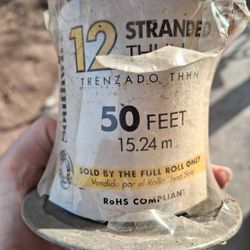 12 STRANDED
THHN
TRENZADO THHN
Southwire
50 FEET
15.24 m
SOLD BY THE FULL ROLL ONLY
Vendido por el Rollo
RoHS COMPLIANT